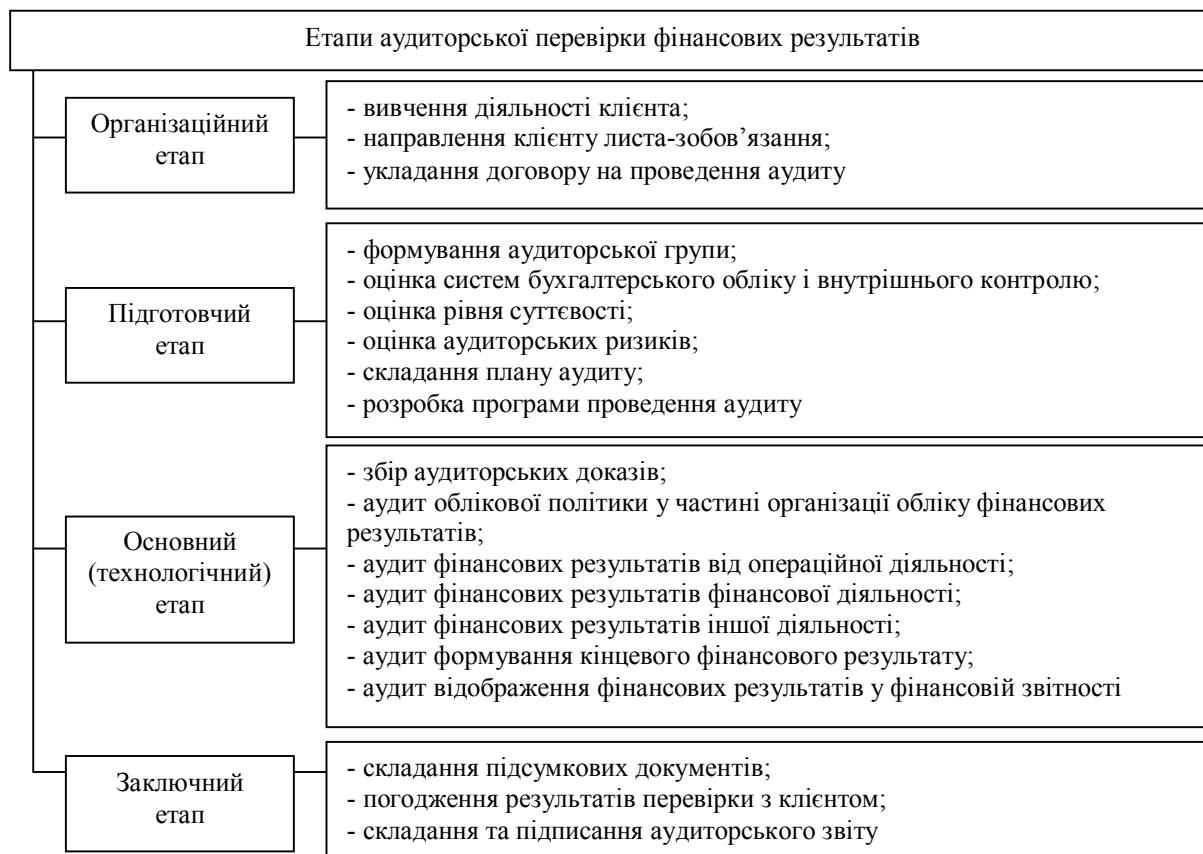 Етапи аудиторської перевірки фінансових результатів
Організаційний
етап
- вивчення діяльності клієнта;
- направлення клієнту листа-зобов’язання;
- укладання договору на проведення аудиту
Підготовчий
етап
- формування аудиторської групи;
- оцінка систем бухгалтерського обліку і внутрішнього контролю;
- оцінка рівня суттєвості;
- оцінка аудиторських ризиків;
- складання плану аудиту;
- розробка програми проведення аудиту
Основний
(технологічний)
етап
- збір аудиторських доказів;
- аудит облікової політики у частині організації обліку фінансових
результатів;
- аудит фінансових результатів від операційної діяльності;
- аудит фінансових результатів фінансової діяльності;
- аудит фінансових результатів іншої діяльності;
- аудит формування кінцевого фінансового результату;
- аудит відображення фінансових результатів у фінансовій звітності
Заключний
етап
- складання підсумкових документів;
- погодження результатів перевірки з клієнтом;
- складання та підписання аудиторського звіту